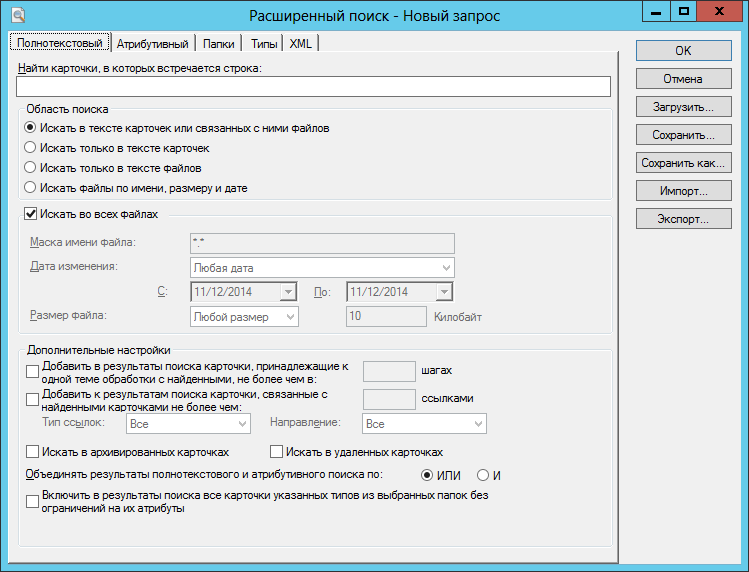 Расширенный поиск - Новый запрос
Полнотекстовый Атрибутивный Папки Типы XML
Найти карточки, в которых встречается строка:
Область поиска
Искать в тексте карточек или связанных с ними файлов
Искать только в тексте карточек
Искать только в тексте файлов
Искать файлы по имени, размеру и дате
Искать во всех файлах
Маска имени файла: *.*
Дата изменения: Любая дата
С: 11/12/2014 По: 11/12/2014
Размер файла: Любой размер 10 Килобайт
Дополнительные настройки
Добавить в результаты поиска карточки, принадлежащие к
одной теме обработки с найденными, не более чем в: шагах
Добавить к результатам поиска карточки, связанные с
найденными карточками не более чем: ссылками
Тип ссылок: Все Направление: Все
Искать в архивированных карточках Искать в удаленных карточках
Объединять результаты полнотекстового и атрибутивного поиска по: ИЛИ И
Включить в результаты поиска все карточки указанных типов из выбранных папок без
ограничений на их атрибуты
OK
Отмена
Загрузить...
Сохранить...
Сохранить как...
Импорт...
Экспорт...